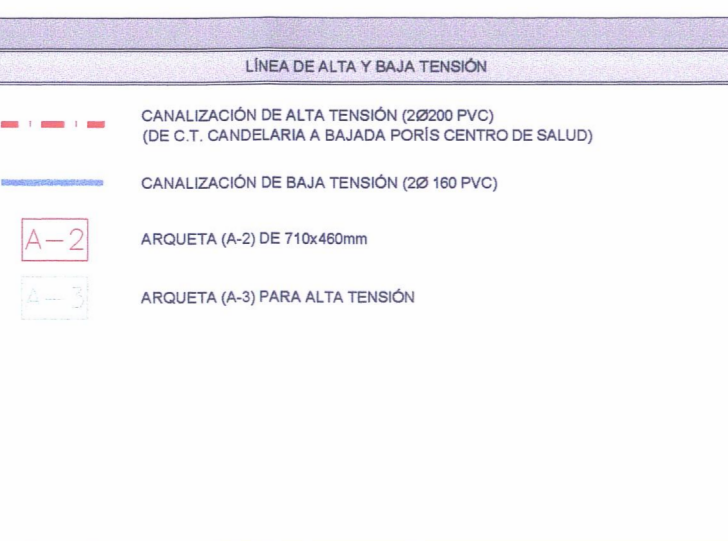 LÍNEA DE ALTA Y BAJA TENSIÓN
CANALIZACIÓN DE ALTA TENSIÓN (2Ø200 PVC)
(DE C.T. CANDELARIA A BAJADA PORÍS CENTRO DE SALUD)
CANALIZACIÓN DE BAJA TENSIÓN (2Ø 160 PVC)
A-2 ARQUETA (A-2) DE 710x460mm
A-3 ARQUETA (A-3) PARA ALTA TENSIÓN